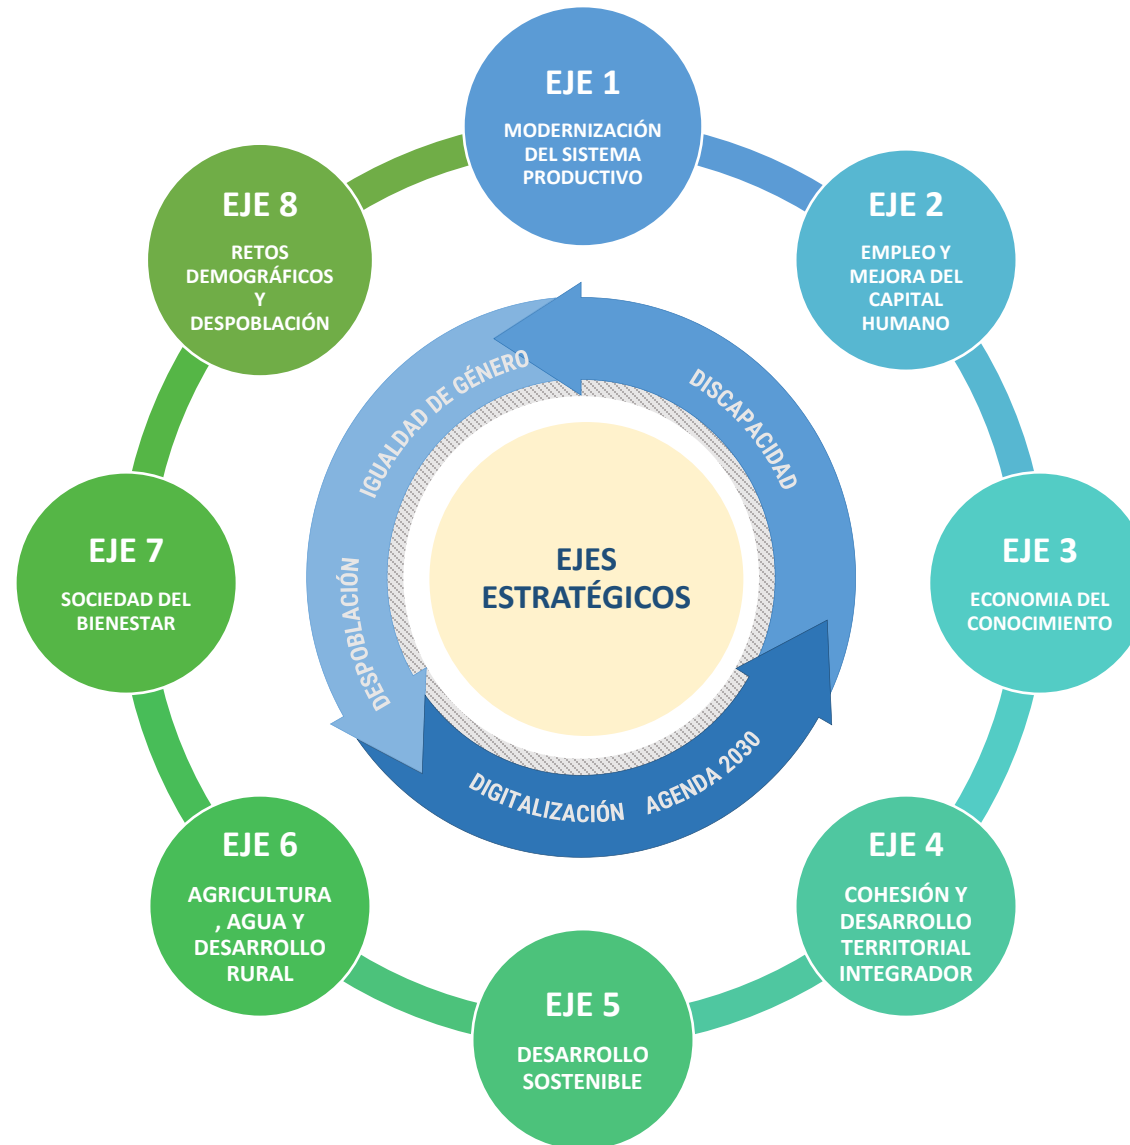 EJE 1
MODERNIZACIÓN
DEL SISTEMA
PRODUCTIVO
EJE 2
EMPLEO Y
MEJORA DEL
CAPITAL
HUMANO
EJE 3
ECONOMIA DEL
CONOCIMIENTO
EJE 4
COHESIÓN Y
DESARROLLO
TERRITORIAL
INTEGRADOR
EJE 5
DESARROLLO
SOSTENIBLE
EJE 6
AGRICULTURA
, AGUA Y
DESARROLLO
RURAL
EJE 7
SOCIEDAD DEL
BIENESTAR
EJE 8
RETOS
DEMOGRÁFICOS
Y
DESPOBLACIÓN
IGUALDAD DE GÉNERO
DISCAPACIDAD
DESPOBLACIÓN
DIGITALIZACIÓN AGENDA 2030
EJES
ESTRATÉGICOS